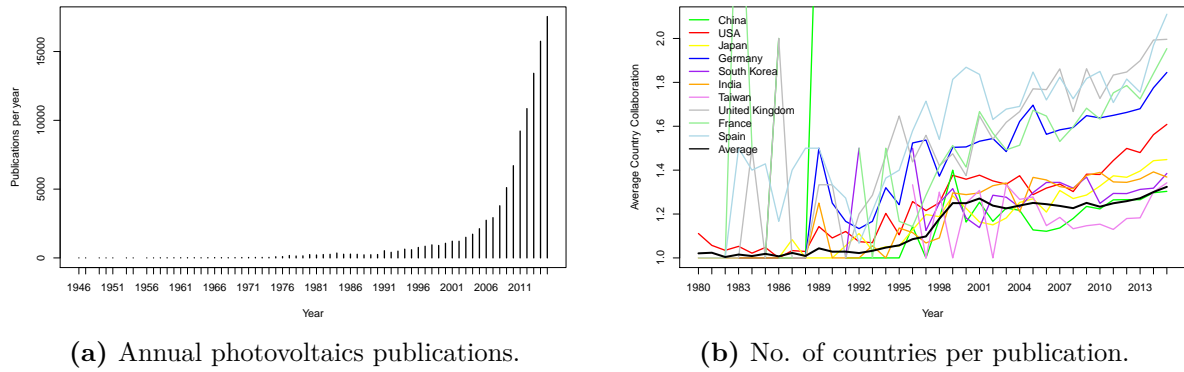 Publications per year
15000
10000
5000
0
1946 1951 1956 1961 1966 1971 1976 1981 1986 1991 1996 2001 2006 2011
Year
(a) Annual photovoltaics publications.
Average Country Collaboration
2.0
1.8
1.6
1.4
1.2
1.0
China
USA
Japan
Germany
South Korea
India
Taiwan
United Kingdom
France
Spain
Average
1980 1983 1986 1989 1992 1995 1998 2001 2004 2007 2010 2013
Year
(b) No. of countries per publication.